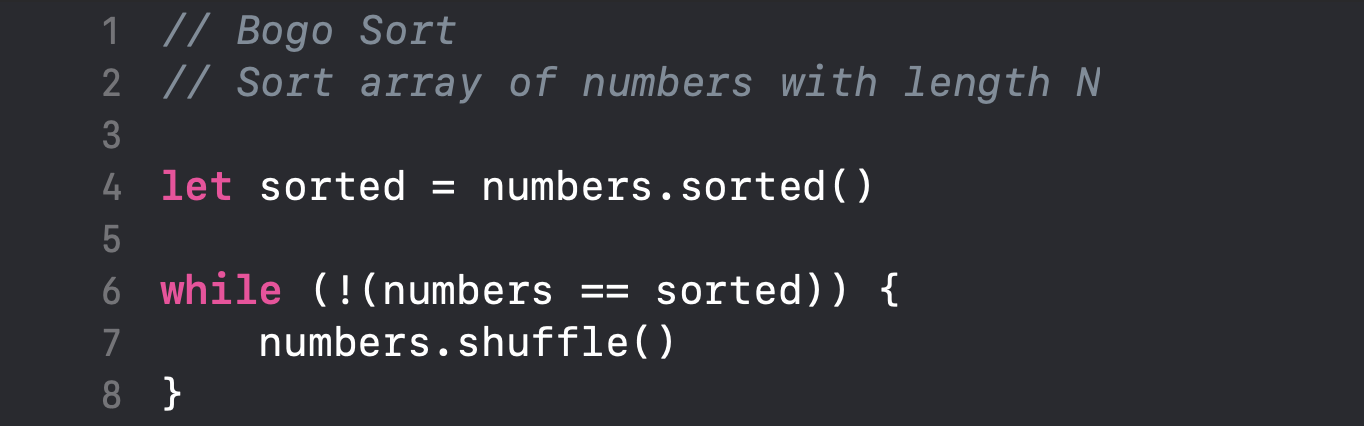 1 // Bogo Sort
2 // Sort array of numbers with length N
3
4 let sorted = numbers.sorted()
5
6 while (!(numbers == sorted)) {
7     numbers.shuffle()
8 }